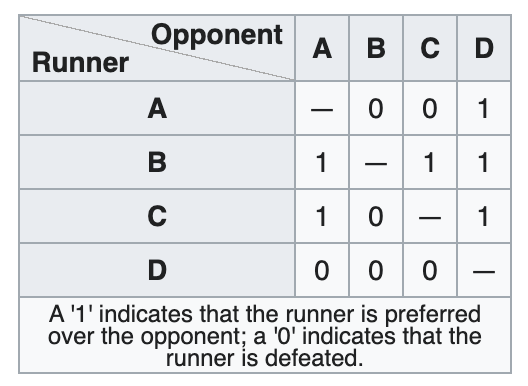 Opponent
Runner
A B C D
A — 0 0 1
B 1 — 1 1
C 1 0 — 1
D 0 0 0 —
A '1' indicates that the runner is preferred
over the opponent; a '0' indicates that the
runner is defeated.